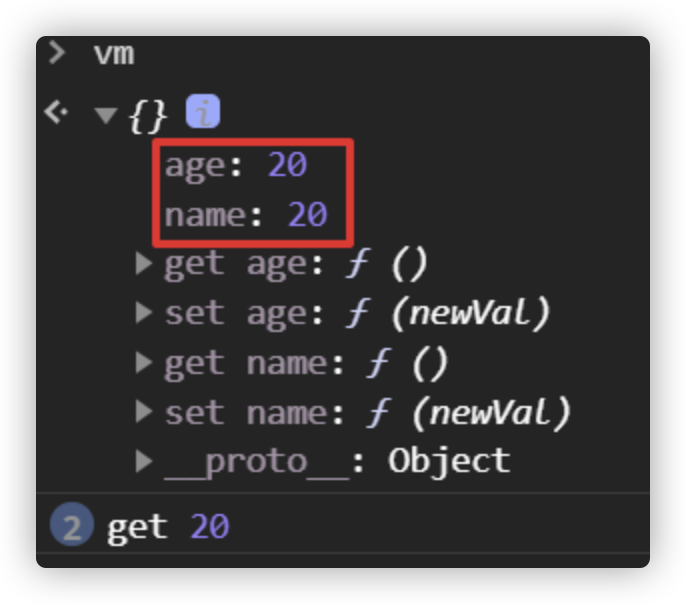 > vm
<· ▼ {} i
age: 20
name: 20
▶ get age: ƒ ()
▶ set age: ƒ (newVal)
▶ get name: ƒ ()
▶ set name: ƒ (newVal)
▶ __proto__: Object
2 get 20